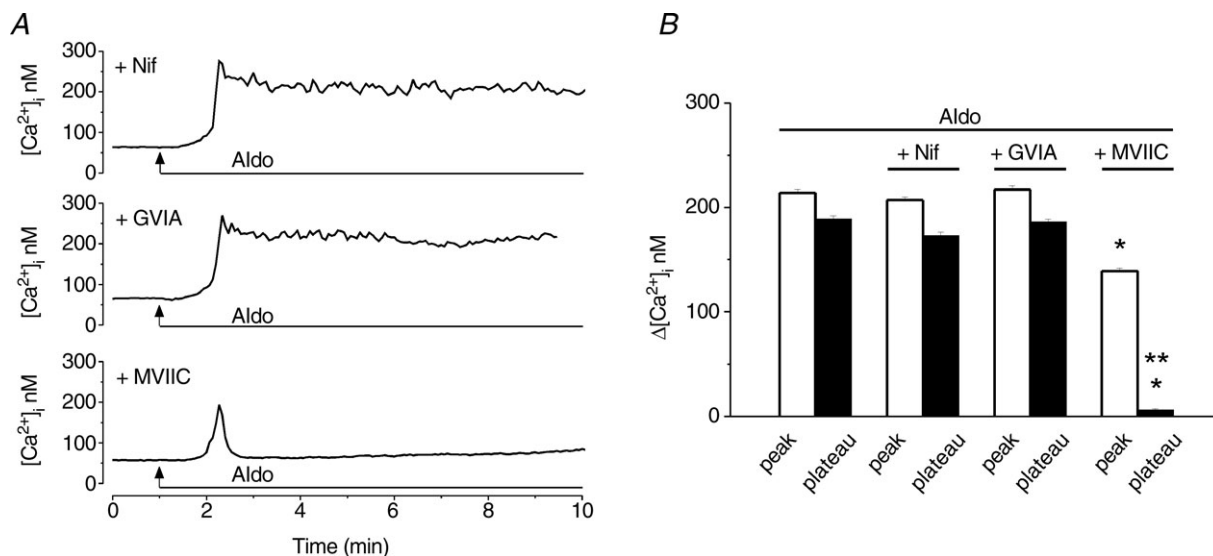 A
300
+ Nif
200
100
0
[Ca2+]i nM
Aldo
300
+ GVIA
200
100
0
[Ca2+]i nM
Aldo
300
+ MVIIC
200
100
0
[Ca2+]i nM
Aldo
0 2 4 6 8 10
Time (min)
B
300
200
100
0
Δ[Ca2+]i nM
Aldo
+ Nif + GVIA + MVIIC
*
**
*
peak plateau peak plateau peak plateau peak plateau